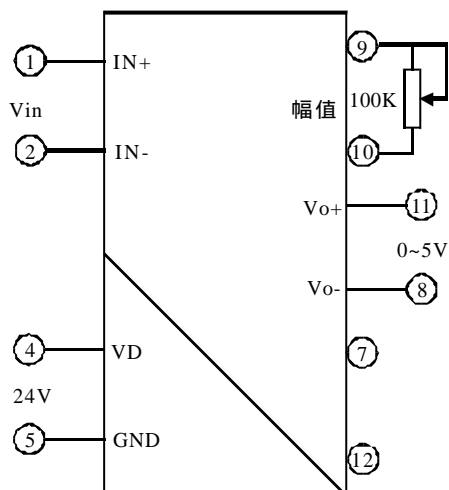 1
IN+
Vin
2
IN-
4
VD
24V
5
GND
9
幅值
100K
10
Vo+
11
0~5V
Vo-
8
7
12